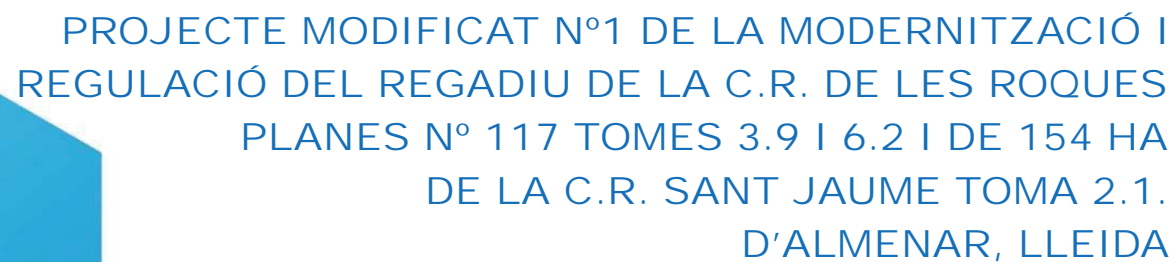 PROJECTE MODIFICAT Nº1 DE LA MODERNITZACIÓ I
REGULACIÓ DEL REGADIU DE LA C.R. DE LES ROQUES
PLANES Nº 117 TOMES 3.9 I 6.2 I DE 154 HA
DE LA C.R. SANT JAUME TOMA 2.1.
D’ALMENAR, LLEIDA